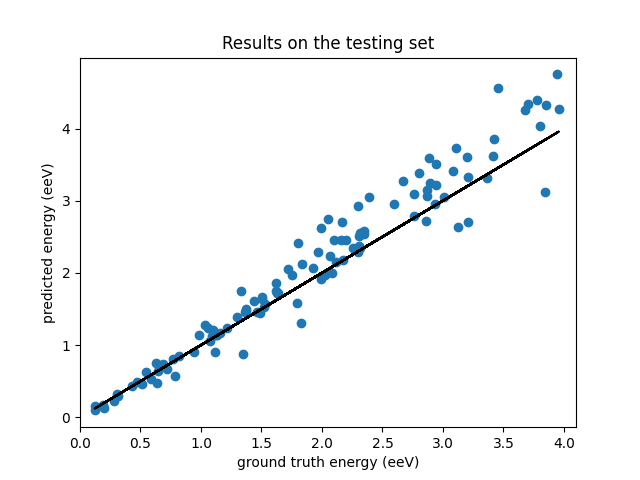 Results on the testing set
predicted energy (eeV)
4
3
2
1
0
0.0 0.5 1.0 1.5 2.0 2.5 3.0 3.5 4.0
ground truth energy (eeV)